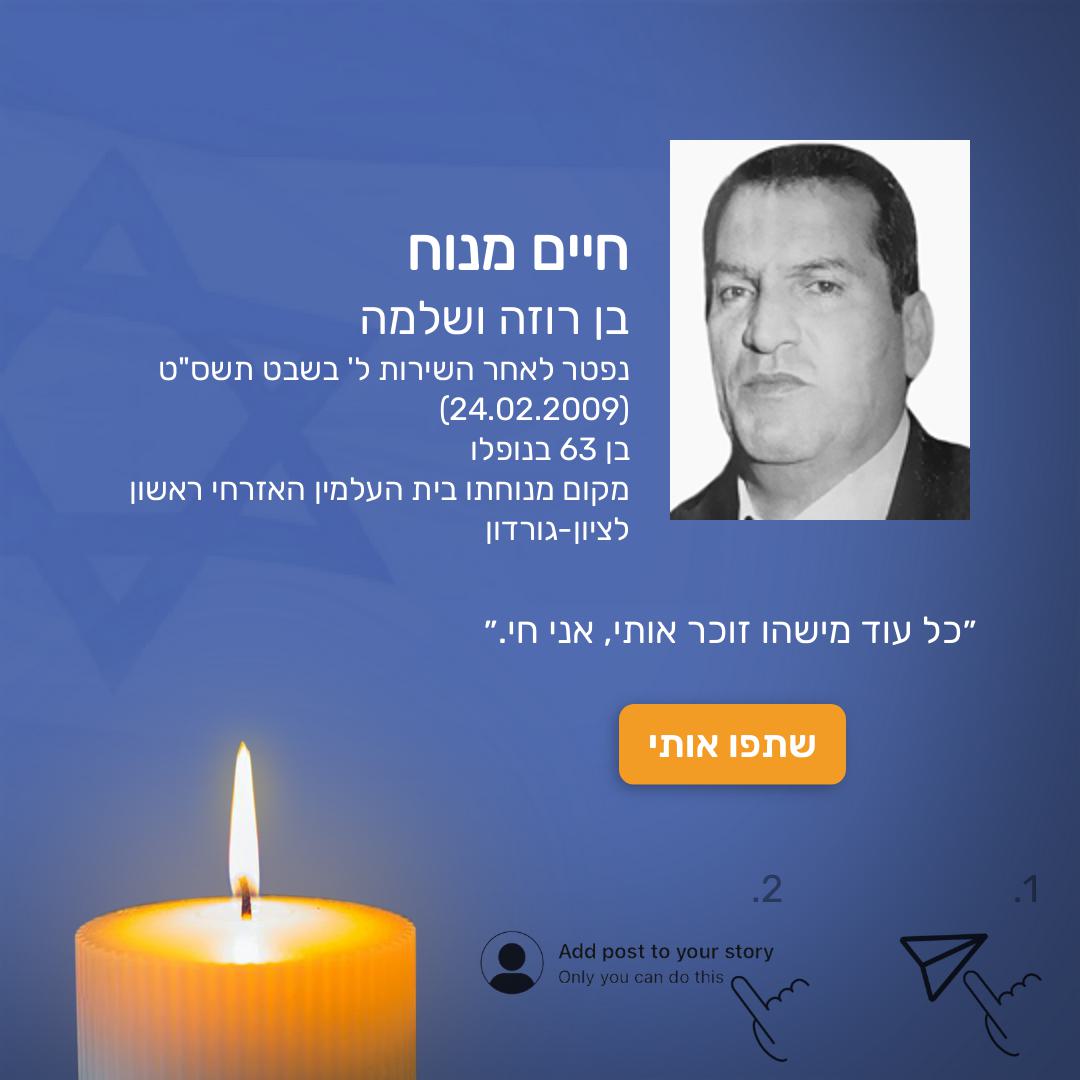 חיים מנוח
בן רוזה ושלמה
נפטר לאחר השירות ל' בשבט תשס"ט
(24.02.2009)
בן 63 בנופלו
מקום מנוחתו בית העלמין האזרחי ראשון
לציון-גורדון
״כל עוד מישהו זוכר אותי, אני חי.״
שתפו אותי
1.
2.
Add post to your story
Only you can do this